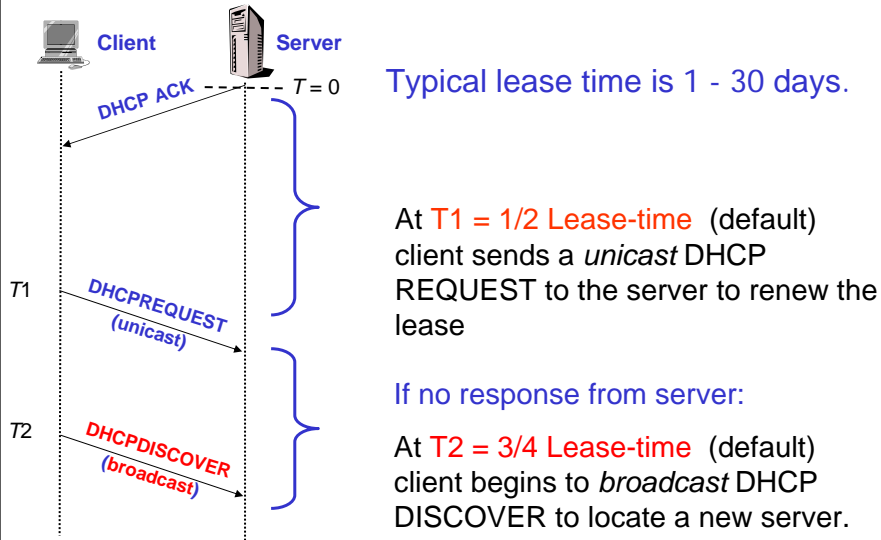 Client
Server
DHCP ACK
T = 0
Typical lease time is 1 - 30 days.
At T1 = 1/2 Lease-time (default)
client sends a unicast DHCP
REQUEST to the server to renew the
lease
T1
DHCPREQUEST
(unicast)
If no response from server:
T2
DHCPDISCOVER
(broadcast)
At T2 = 3/4 Lease-time (default)
client begins to broadcast DHCP
DISCOVER to locate a new server.